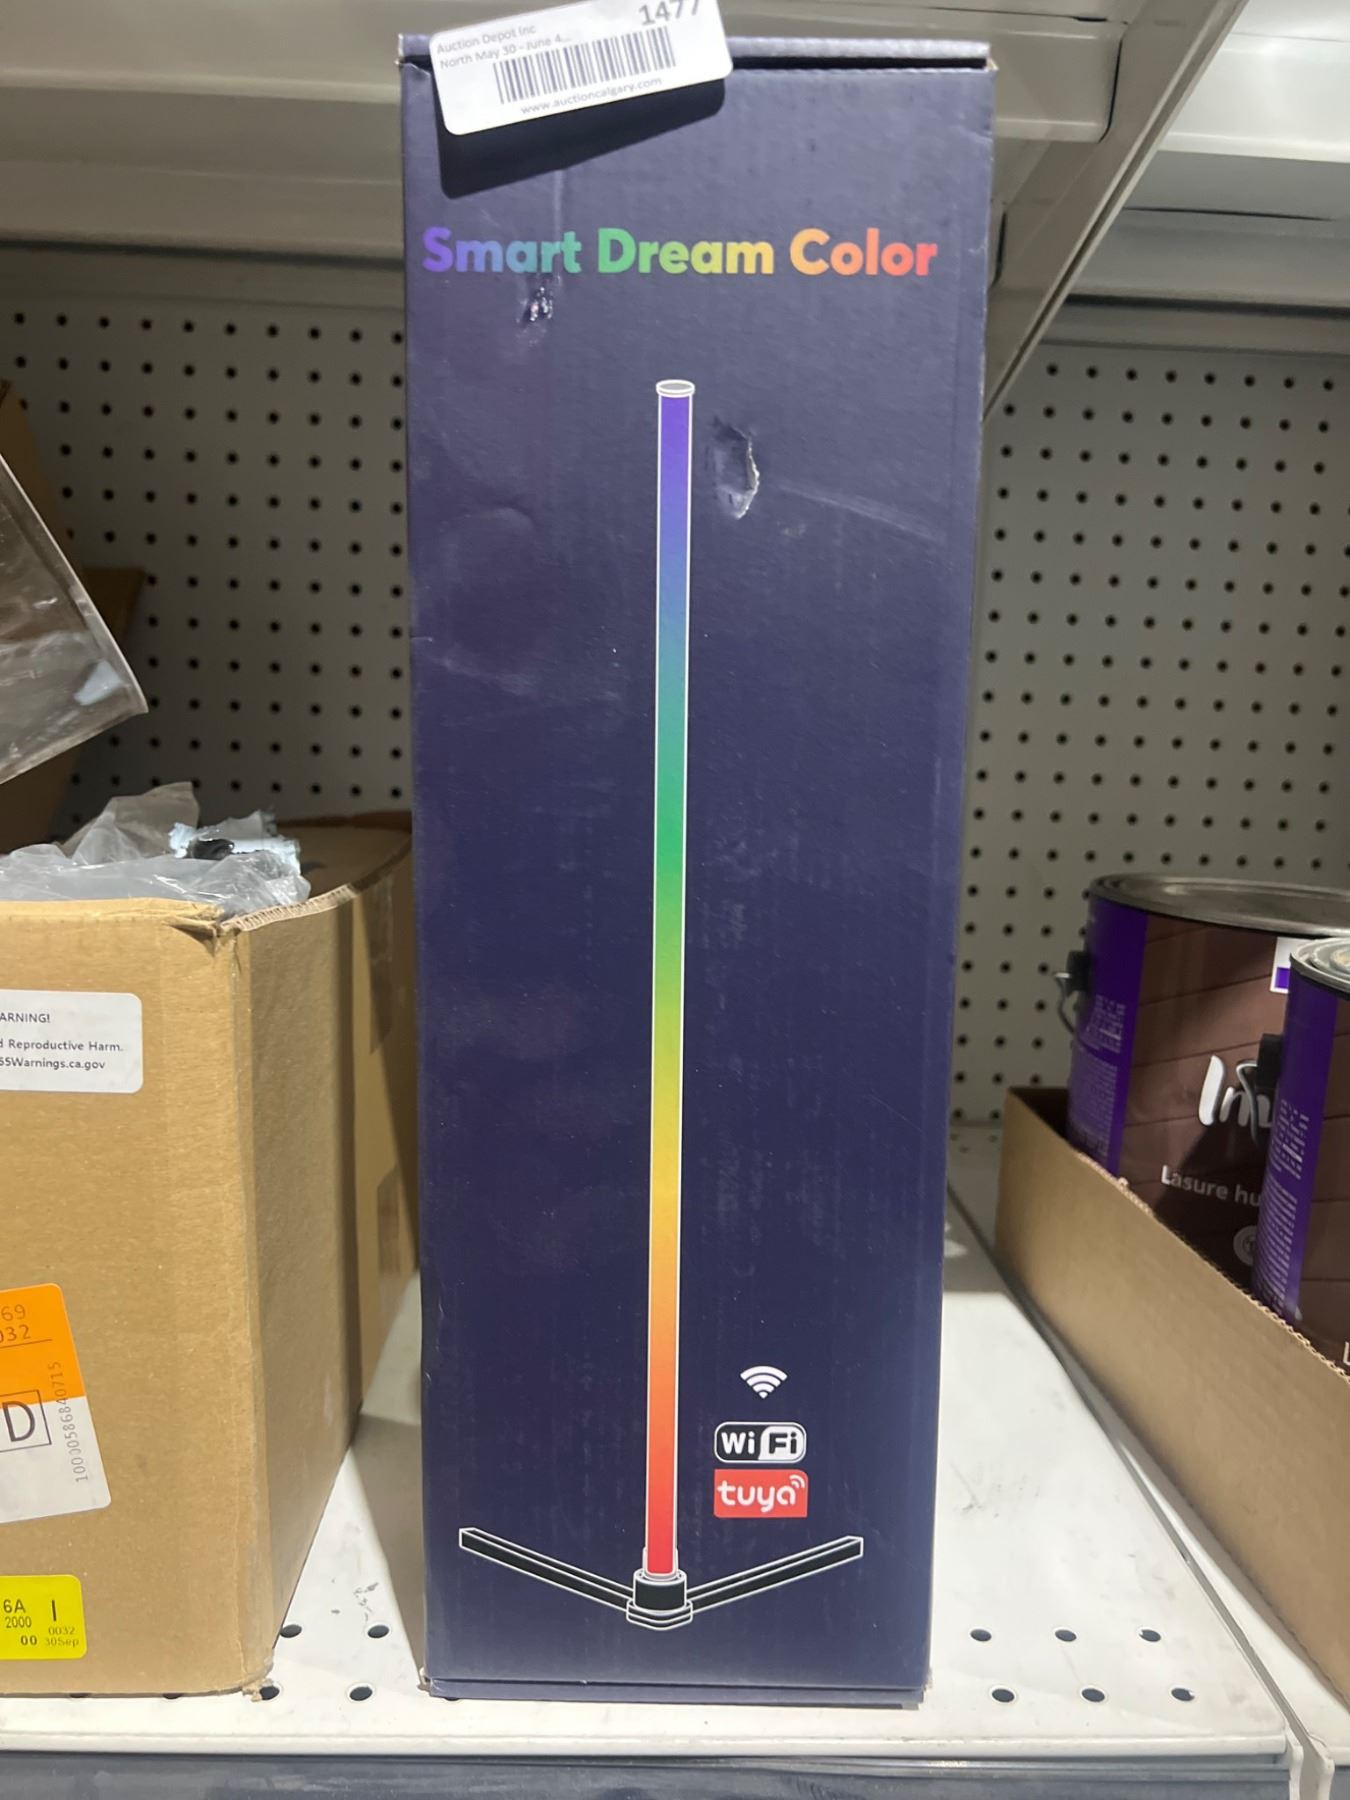 1477
Auction Depot Inc
North May 30 - June 4...
www.auctioncalgary.com
Smart Dream Color
WiFi
tuya
ARNING!
d Reproductive Harm.
65Warnings.ca.gov
69
032
D
10000586840715
6A I
2000 0032
00 30Sep
Lasure hu